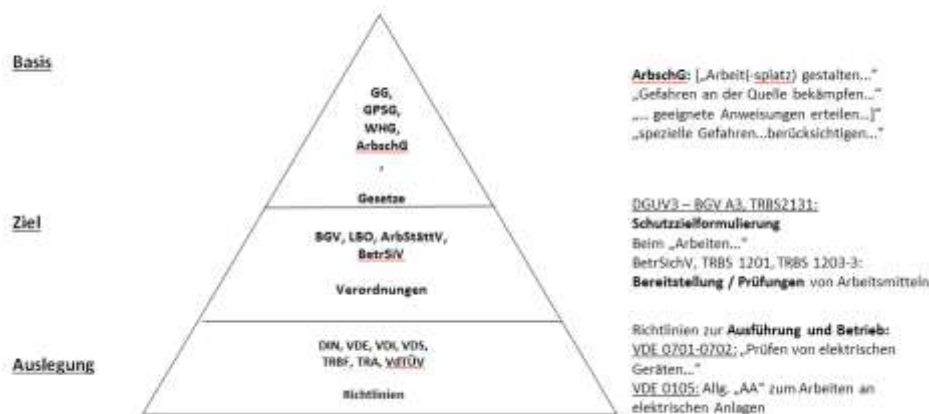 Basis
GG,
GPSG,
WHG,
ArbschG
,
Gesetze
ArbschG: [„Arbeit(-splatz) gestalten...“
„Gefahren an der Quelle bekämpfen...“
„... geeignete Anweisungen erteilen...]“
„spezielle Gefahren...berücksichtigen...“
Ziel
BGV, LBO, ArbStättV,
BetrSiV
Verordnungen
DGUV3 – BGV A3, TRBS2131:
Schutzzielformulierung
Beim „Arbeiten...“
BetrSichV, TRBS 1201, TRBS 1203-3:
Bereitstellung / Prüfungen von Arbeitsmitteln
Auslegung
DIN, VDE, VDI, VDS,
TRBF, TRA, VdTÜV
Richtlinien
Richtlinien zur Ausführung und Betrieb:
VDE 0701-0702: „Prüfen von elektrischen
Geräten...“
VDE 0105: Allg. „AA“ zum Arbeiten an
elektrischen Anlagen